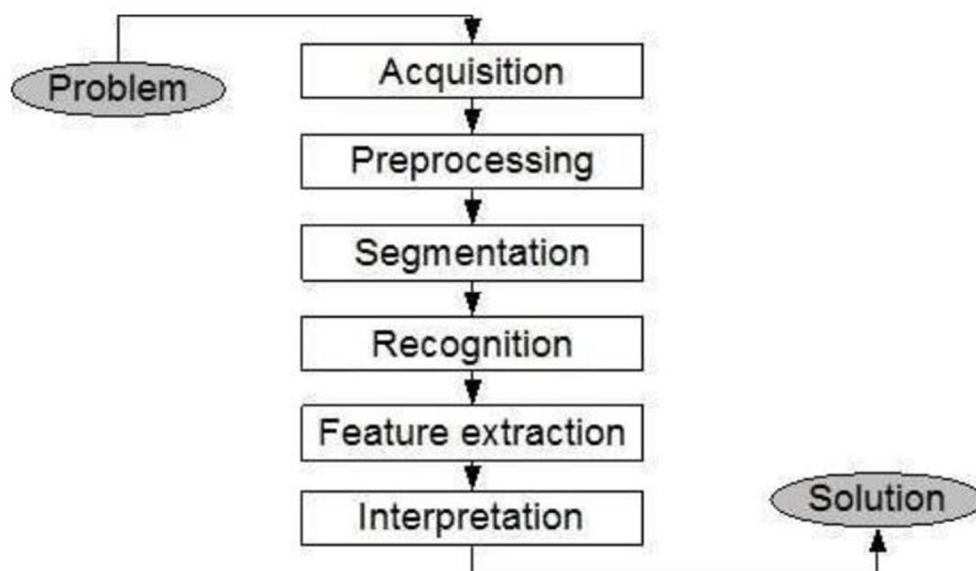 Problem
Acquisition
Preprocessing
Segmentation
Recognition
Feature extraction
Interpretation
Solution